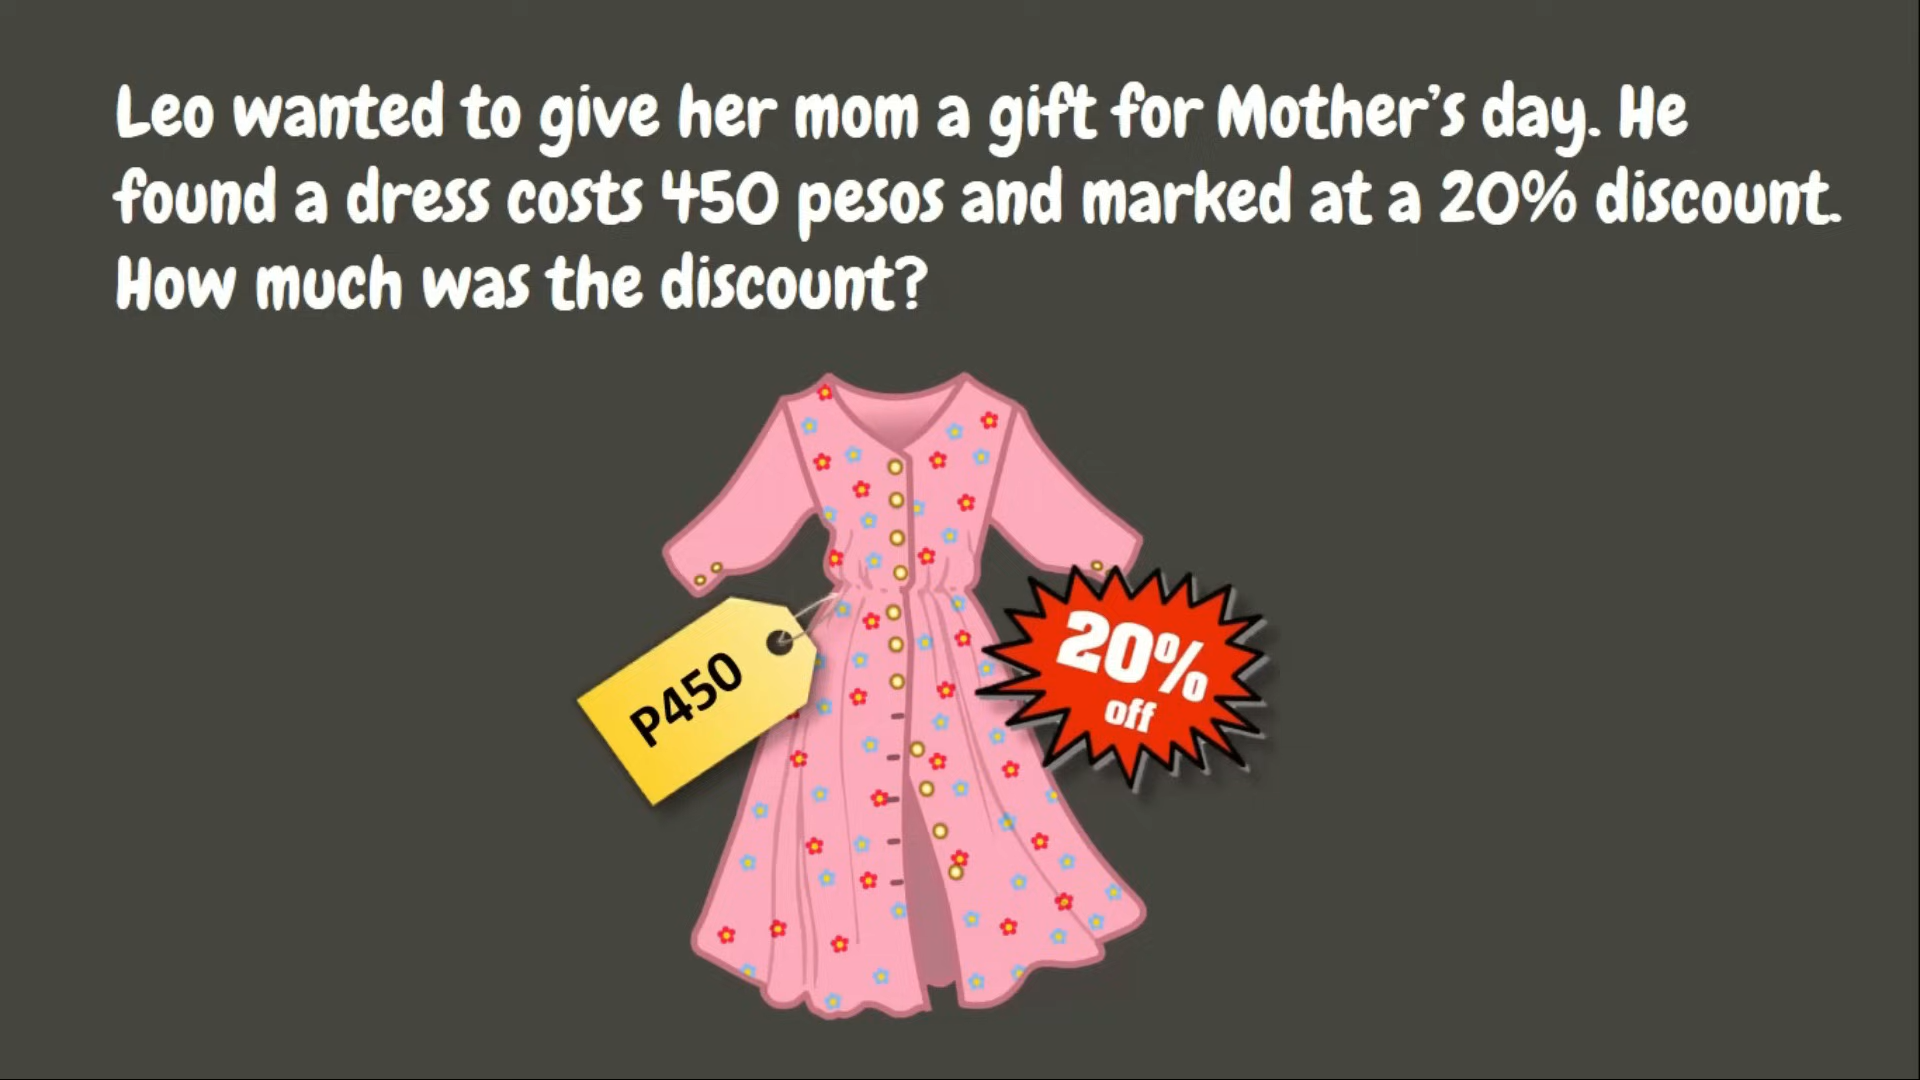 Leo wanted to give her mom a gift for Mother's day. He
found a dress costs 450 pesos and marked at a 20% discount.
How much was the discount?
P450
20%
off